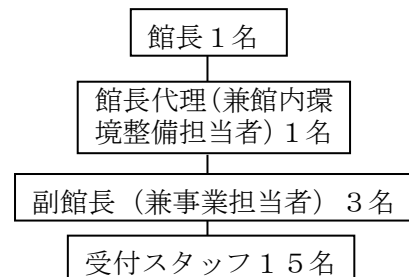 館長１名
館長代理（兼館内環
境整備担当者）１名
副館長（兼事業担当者）３名
受付スタッフ１５名